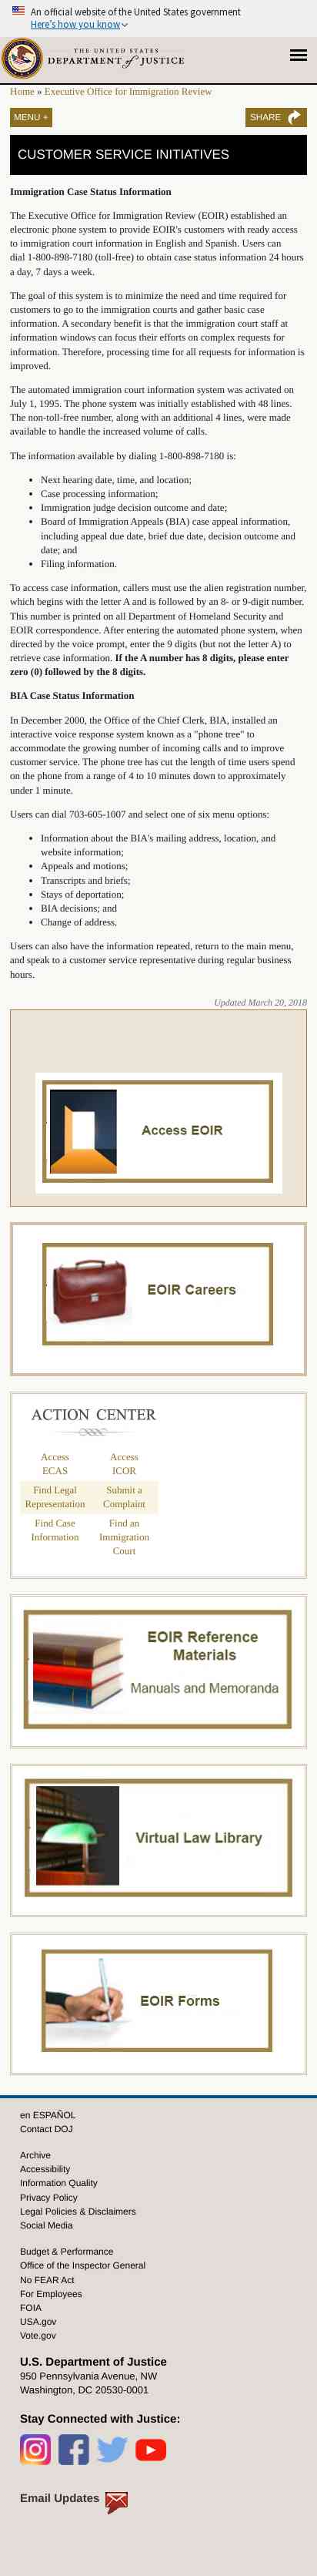 An official website of the United States government
Here's how you know
THE UNITED STATES
DEPARTMENT of JUSTICE
Home » Executive Office for Immigration Review
MENU +
SHARE
CUSTOMER SERVICE INITIATIVES
Immigration Case Status Information
The Executive Office for Immigration Review (EOIR) established an
electronic phone system to provide EOIR's customers with ready access
to immigration court information in English and Spanish. Users can
dial 1-800-898-7180 (toll-free) to obtain case status information 24 hours
a day, 7 days a week.
The goal of this system is to minimize the need and time required for
customers to go to the immigration courts and gather basic case
information. A secondary benefit is that the immigration court staff at
information windows can focus their efforts on complex requests for
information. Therefore, processing time for all requests for information is
improved.
The automated immigration court information system was activated on
July 1, 1995. The phone system was initially established with 48 lines.
The non-toll-free number, along with an additional 4 lines, were made
available to handle the increased volume of calls.
The information available by dialing 1-800-898-7180 is:
• Next hearing date, time, and location;
• Case processing information;
• Immigration judge decision outcome and date;
• Board of Immigration Appeals (BIA) case appeal information,
including appeal due date, brief due date, decision outcome and
date; and
• Filing information.
To access case information, callers must use the alien registration number,
which begins with the letter A and is followed by an 8- or 9-digit number.
This number is printed on all Department of Homeland Security and
EOIR correspondence. After entering the automated phone system, when
directed by the voice prompt, enter the 9 digits (but not the letter A) to
retrieve case information. If the A number has 8 digits, please enter
zero (0) followed by the 8 digits.
BIA Case Status Information
In December 2000, the Office of the Chief Clerk, BIA, installed an
interactive voice response system known as a "phone tree" to
accommodate the growing number of incoming calls and to improve
customer service. The phone tree has cut the length of time users spend
on the phone from a range of 4 to 10 minutes down to approximately
under 1 minute.
Users can dial 703-605-1007 and select one of six menu options:
• Information about the BIA's mailing address, location, and
website information;
• Appeals and motions;
• Transcripts and briefs;
• Stays of deportation;
• BIA decisions; and
• Change of address.
Users can also have the information repeated, return to the main menu,
and speak to a customer service representative during regular business
hours.
Updated March 20, 2018
Access EOIR
EOIR Careers
ACTION CENTER
Access
ECAS
Access
ICOR
Find Legal
Representation
Submit a
Complaint
Find Case
Information
Find an
Immigration
Court
EOIR Reference
Materials
Manuals and Memoranda
Virtual Law Library
EOIR Forms
en ESPAÑOL
Contact DOJ
Archive
Accessibility
Information Quality
Privacy Policy
Legal Policies & Disclaimers
Social Media
Budget & Performance
Office of the Inspector General
No FEAR Act
For Employees
FOIA
USA.gov
Vote.gov
U.S. Department of Justice
950 Pennsylvania Avenue, NW
Washington, DC 20530-0001
Stay Connected with Justice:
Email Updates